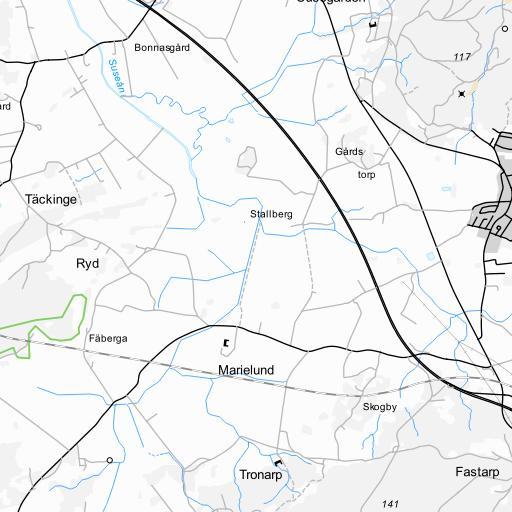 Bonnasgård
117
Suseån
Gårds
torp
Täckinge
Stallberg
Ryd
Fäberga
Marielund
Skogby
Tronarp
Fastarp
141